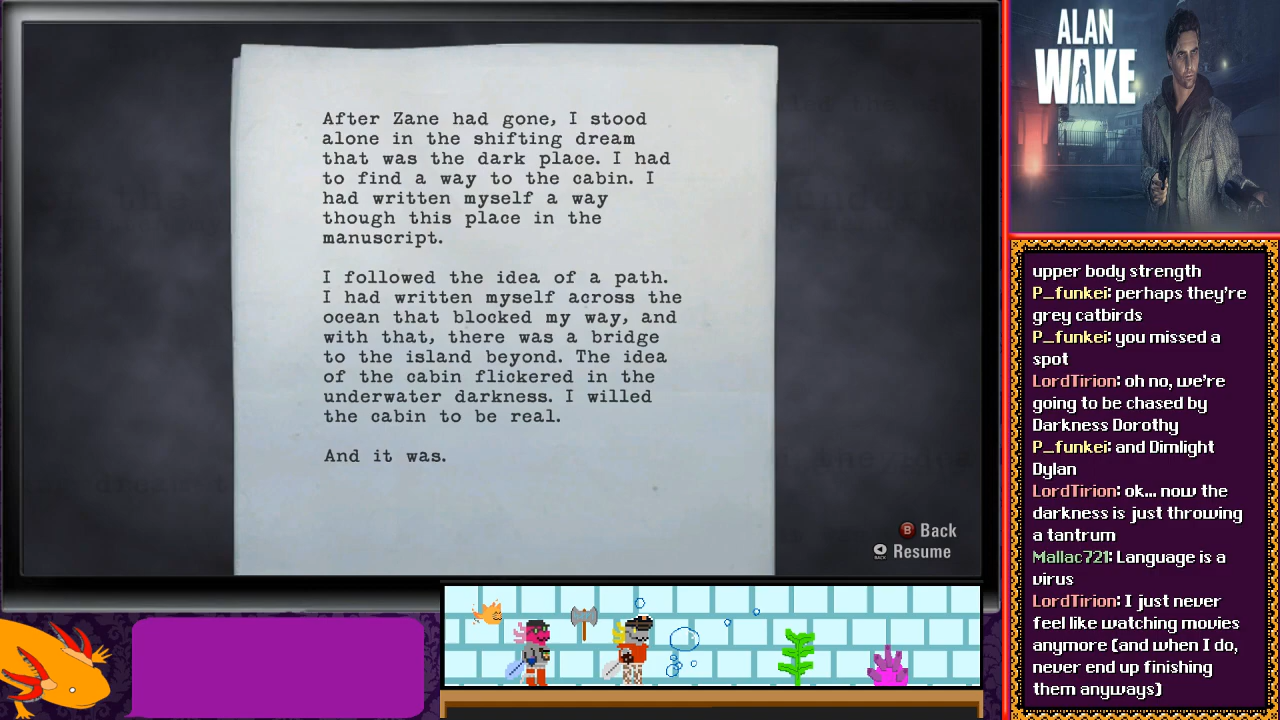 After Zane had gone, I stood
alone in the shifting dream
that was the dark place. I had
to find a way to the cabin. I
had written myself a way
though this place in the
manuscript.
I followed the idea of a path.
I had written myself across the
ocean that blocked my way, and
with that, there was a bridge
to the island beyond. The idea
of the cabin flickered in the
underwater darkness. I willed
the cabin to be real.
And it was.
B Back
BACK Resume
ALAN
WAKE
upper body strength
P_funkei: perhaps they're
grey catbirds
P_funkei: you missed a
spot
LordTirion: oh no, we're
going to be chased by
Darkness Dorothy
P_funkei: and Dimlight
Dylan
LordTirion: ok... now the
darkness is just throwing
a tantrum
Mallac721: Language is a
virus
LordTirion: I just never
feel like watching movies
anymore (and when I do,
never end up finishing
them anyways)